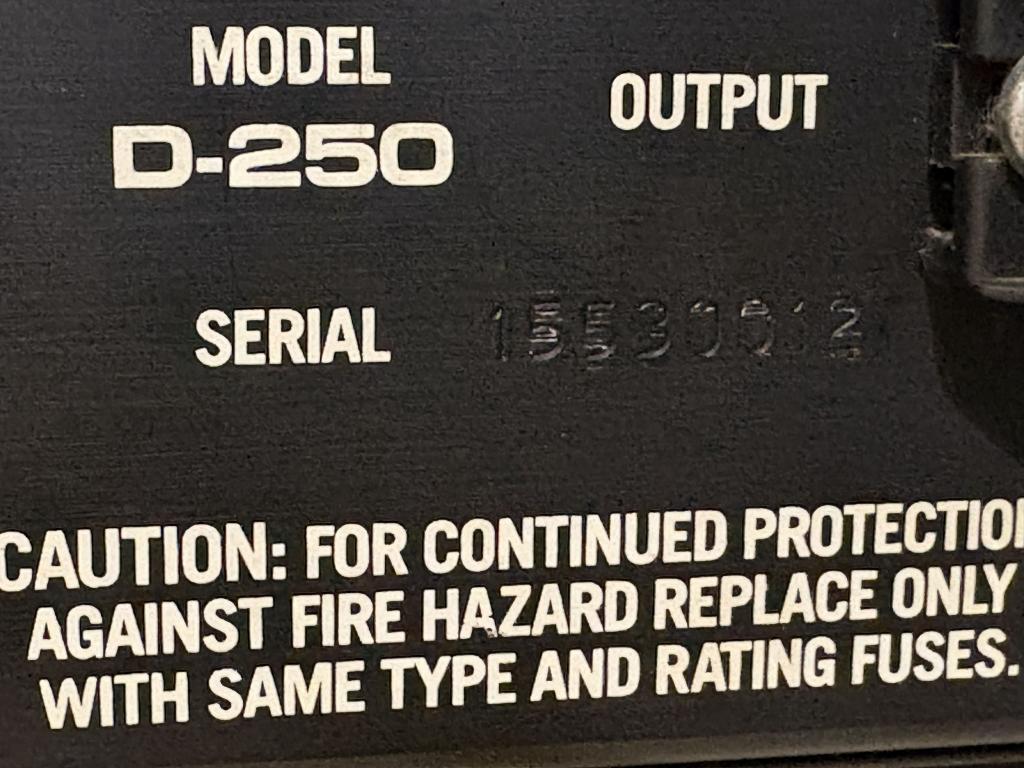 MODEL
D-250
OUTPUT
SERIAL 15530012
CAUTION: FOR CONTINUED PROTECTIO
AGAINST FIRE HAZARD REPLACE ONLY
WITH SAME TYPE AND RATING FUSES.